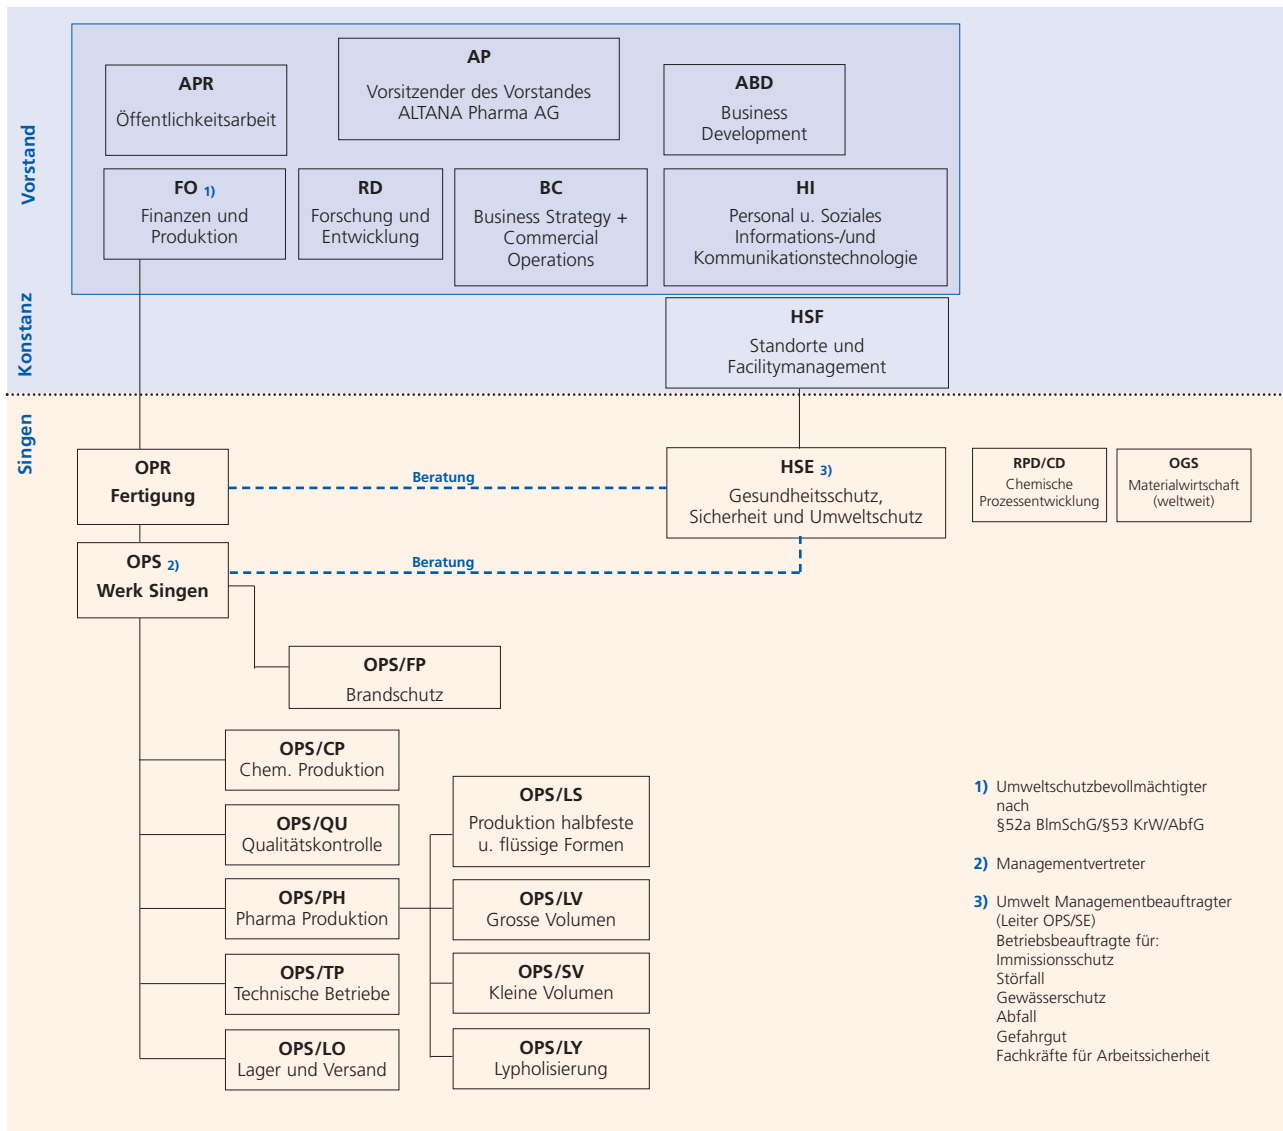 Vorstand
Konstanz
Singen
APR
Öffentlichkeitsarbeit
AP
Vorsitzender des Vorstandes
ALTANA Pharma AG
ABD
Business
Development
FO 1)
Finanzen und
Produktion
RD
Forschung und
Entwicklung
BC
Business Strategy +
Commercial
Operations
HI
Personal u. Soziales
Informations-/und
Kommunikationstechnologie
HSF
Standorte und
Facilitymanagement
OPR
Fertigung
Beratung
HSE 3)
Gesundheitsschutz,
Sicherheit und Umweltschutz
RPD/CD
Chemische
Prozessentwicklung
OGS
Materialwirtschaft
(weltweit)
OPS 2)
Werk Singen
Beratung
OPS/FP
Brandschutz
OPS/CP
Chem. Produktion
OPS/QU
Qualitätskontrolle
OPS/PH
Pharma Produktion
OPS/TP
Technische Betriebe
OPS/LO
Lager und Versand
OPS/LS
Produktion halbfeste
u. flüssige Formen
OPS/LV
Grosse Volumen
OPS/SV
Kleine Volumen
OPS/LY
Lypholisierung
1) Umweltschutzbevollmächtigter
nach
§52a BlmSchG/§53 KrW/AbfG
2) Managementvertreter
3) Umwelt Managementbeauftragter
(Leiter OPS/SE)
Betriebsbeauftragte für:
Immissionsschutz
Störfall
Gewässerschutz
Abfall
Gefahrgut
Fachkräfte für Arbeitssicherheit